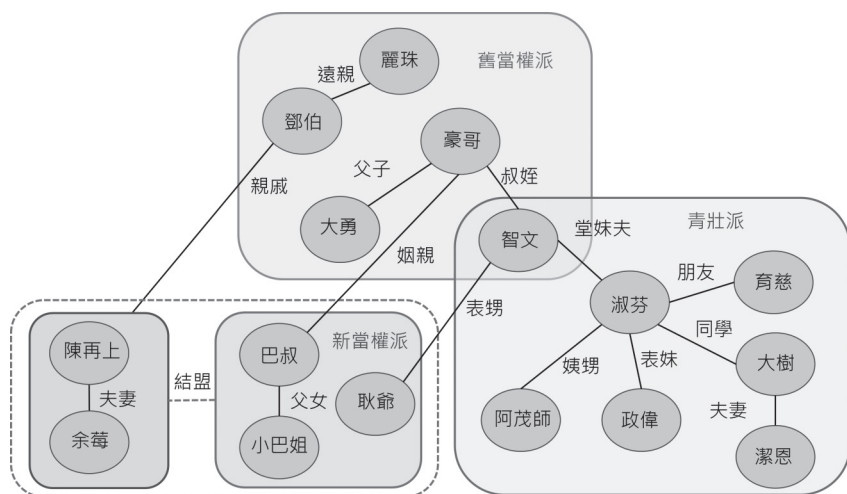 麗珠
舊當權派
遠親
鄧伯
豪哥
父子
叔姪
親戚
大勇
青壯派
智文
堂妹夫
姻親
朋友
育慈
表甥
淑芬
同學
陳再上
新當權派
巴叔
結盟
大樹
姨甥
表妹
夫妻
父女
耿爺
夫妻
阿茂師
政偉
余莓
小巴姐
潔恩